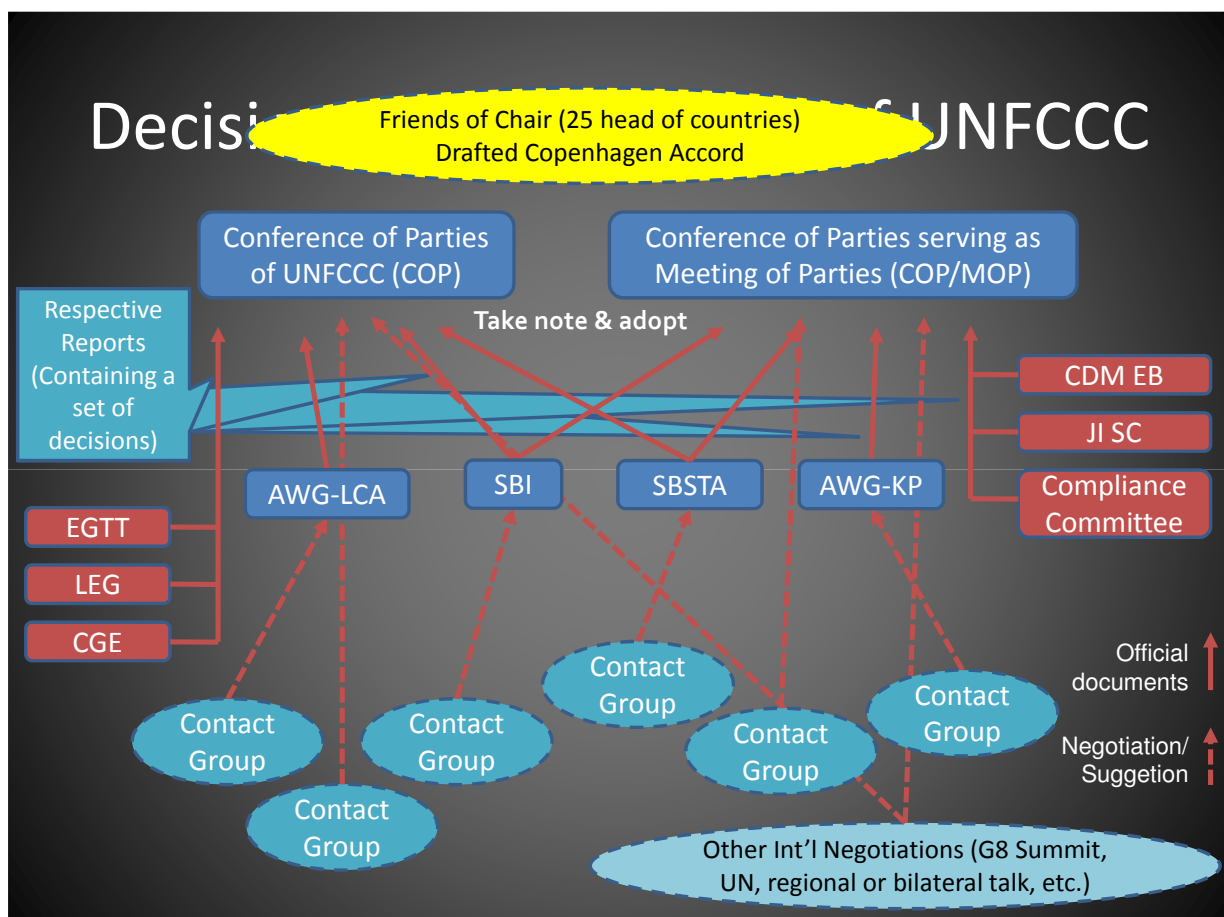 Decisi
UNFCCC
Friends of Chair (25 head of countries)
Drafted Copenhagen Accord
Conference of Parties
of UNFCCC (COP)
Conference of Parties serving as
Meeting of Parties (COP/MOP)
Respective
Reports
(Containing a
set of
decisions)
Take note & adopt
CDM EB
JI SC
Compliance
Committee
AWG-LCA
SBI
SBSTA
AWG-KP
EGTT
LEG
CGE
Contact
Group
Contact
Group
Contact
Group
Contact
Group
Contact
Group
Contact
Group
Official
documents
Negotiation/
Suggetion
Other Int'l Negotiations (G8 Summit,
UN, regional or bilateral talk, etc.)